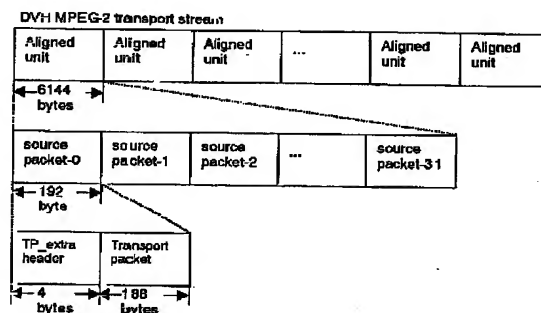 DVH MPEG-2 transport stream
Aligned unit
Aligned unit
Aligned unit
...
Aligned unit
Aligned unit
6144 bytes
source packet-0
source packet-1
source packet-2
...
source packet-31
192 byte
TP_extra header
Transport packet
4 bytes
188 bytes